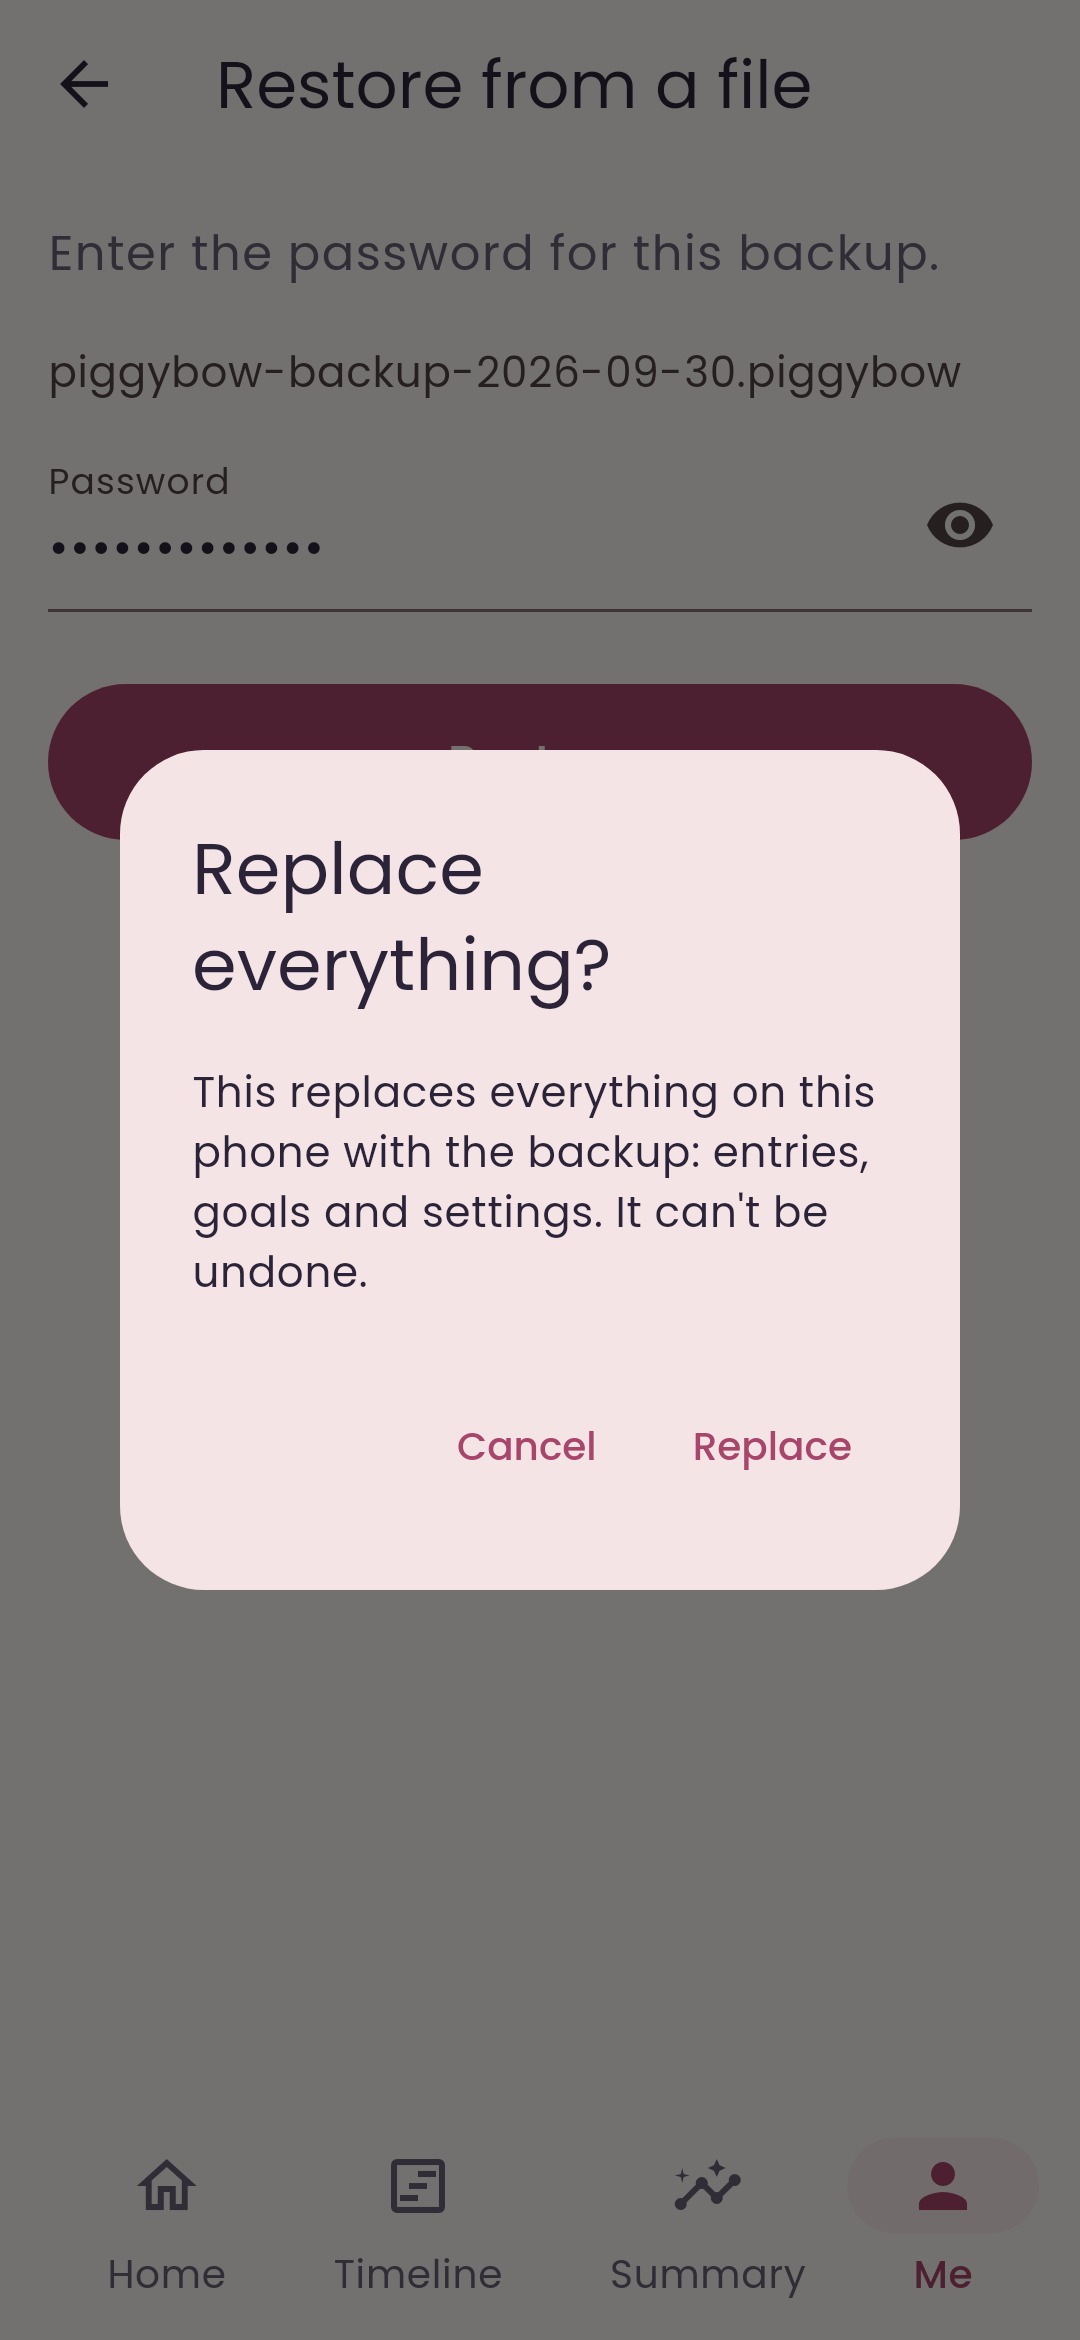 Restore from a file
Enter the password for this backup.
piggybow-backup-2026-09-30.piggybow
Password
•••••••••••••
Replace
everything?
This replaces everything on this
phone with the backup: entries,
goals and settings. It can't be
undone.
Cancel Replace
Home Timeline Summary Me